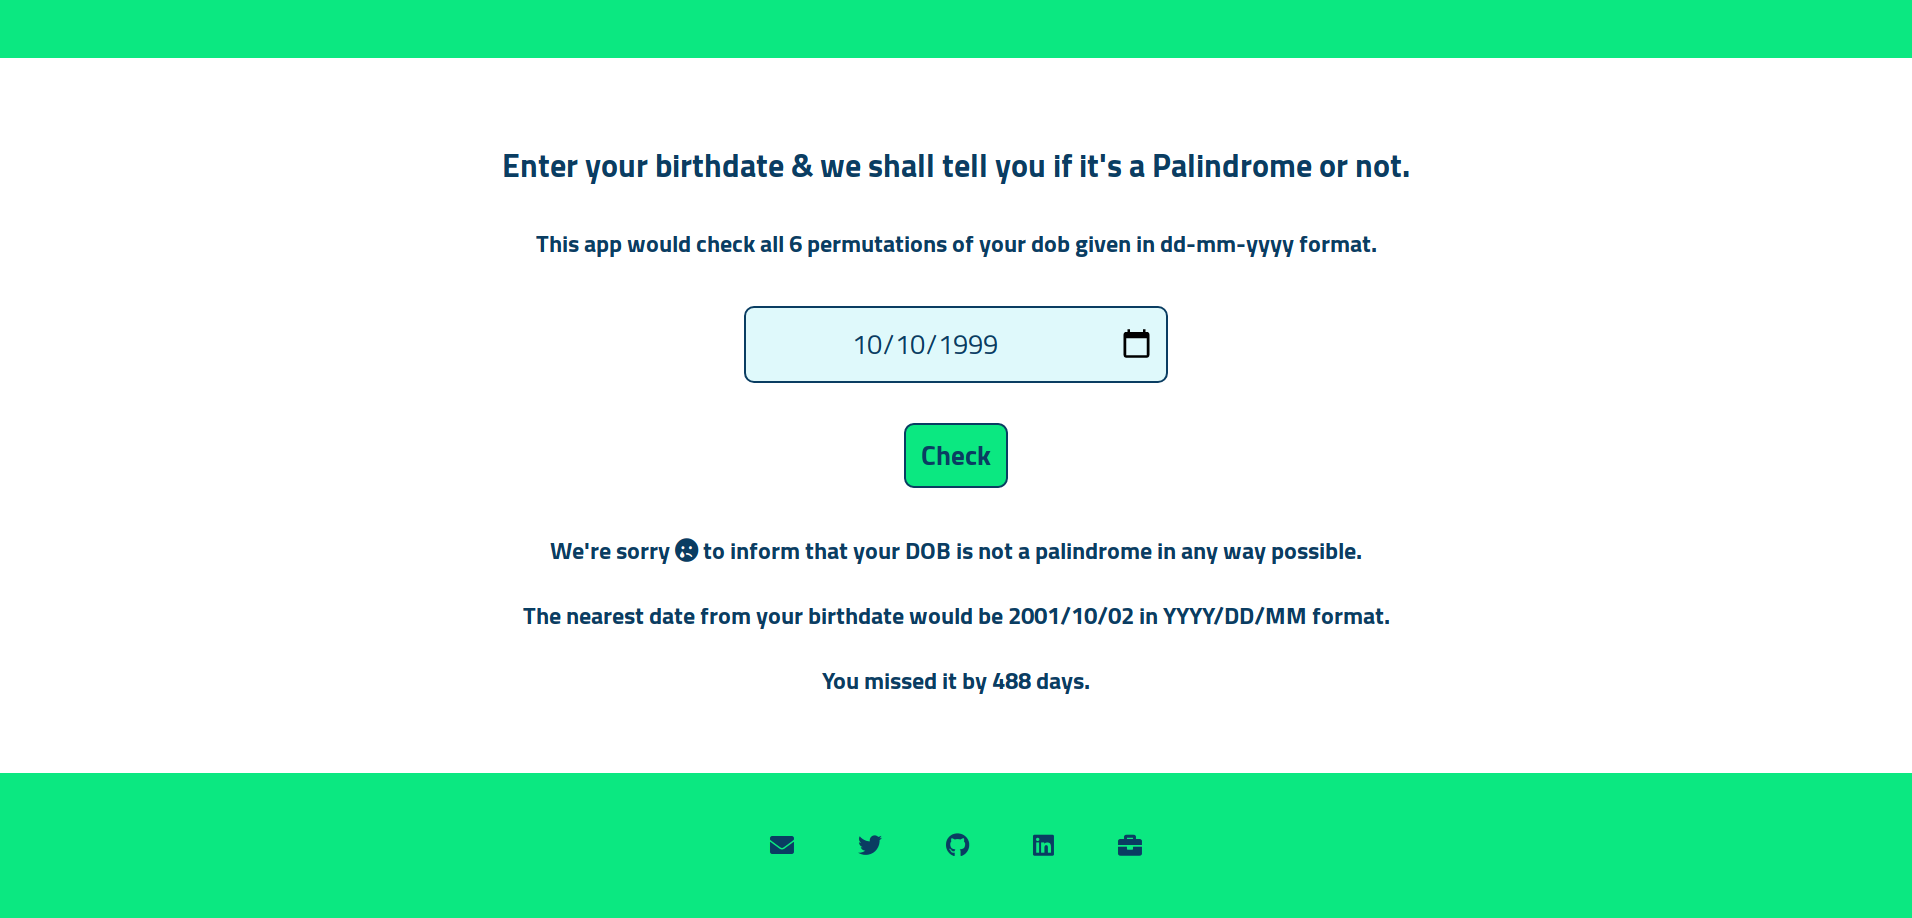 Enter your birthdate & we shall tell you if it's a Palindrome or not.
This app would check all 6 permutations of your dob given in dd-mm-yyyy format.
10/10/1999
Check
We're sorry to inform that your DOB is not a palindrome in any way possible.
The nearest date from your birthdate would be 2001/10/02 in YYYY/DD/MM format.
You missed it by 488 days.
in